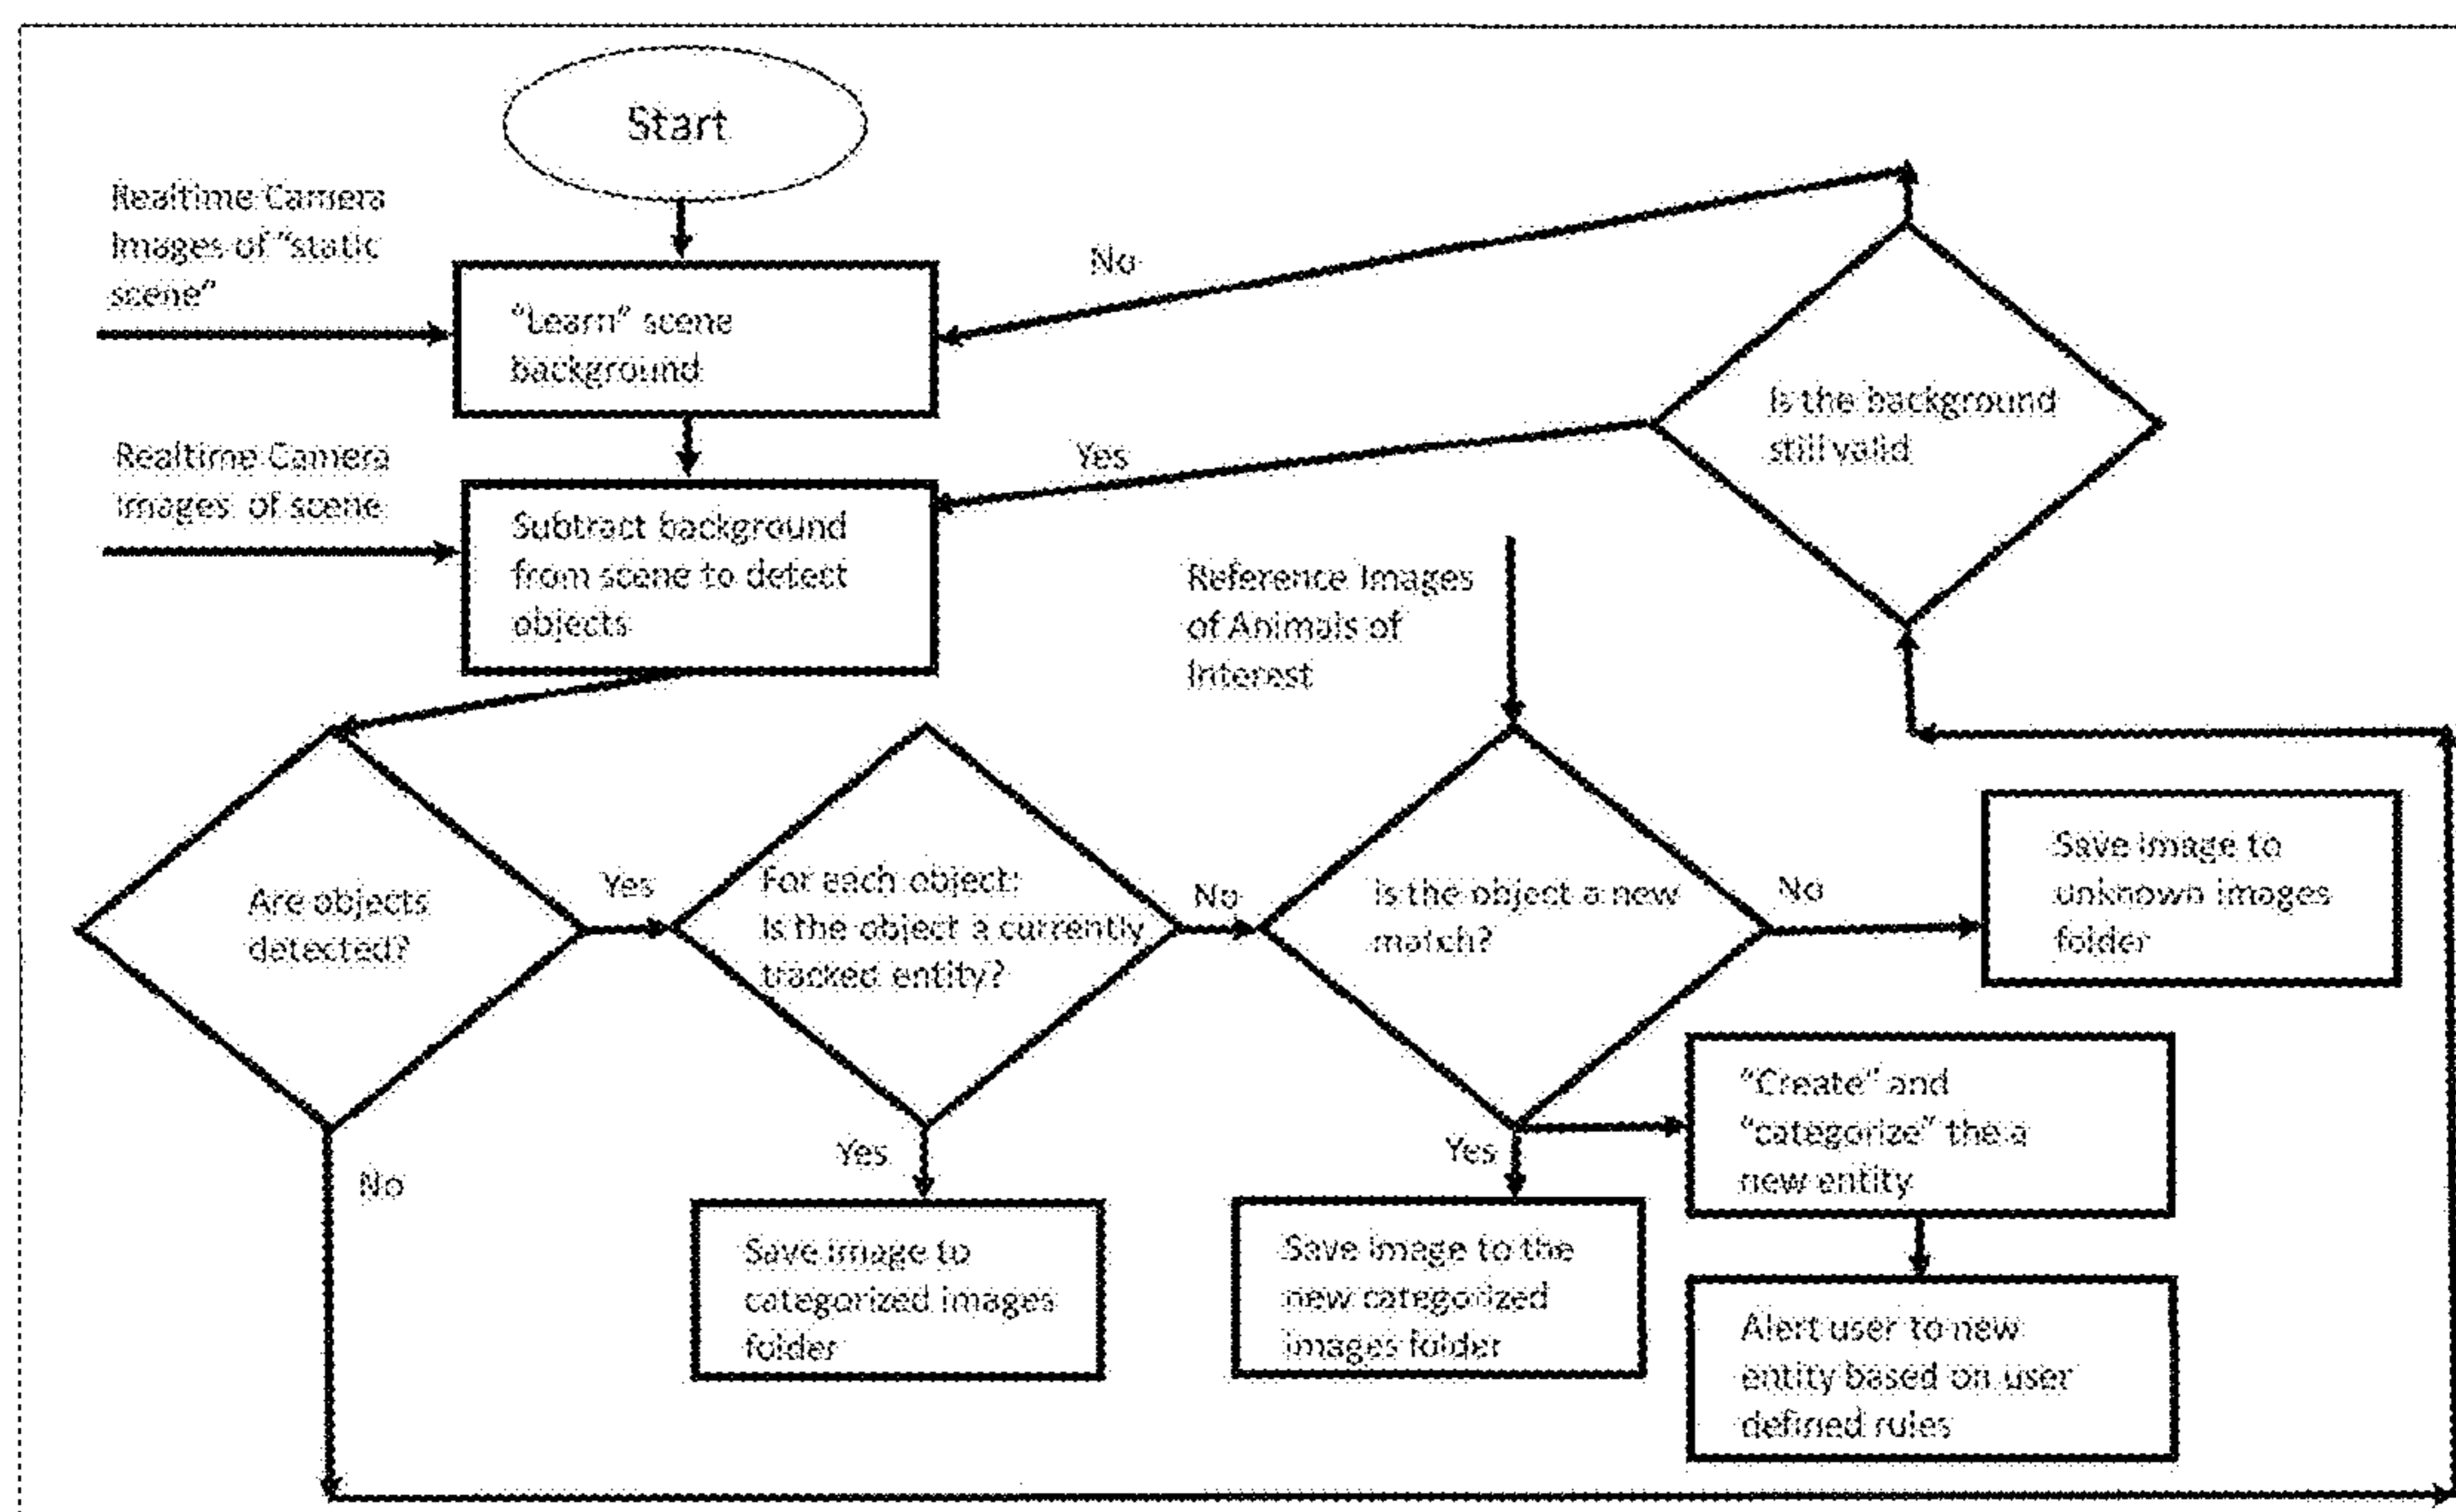 Start
Realtime Camera
Images of "static
scene"
"Learn" scene
background
No
Is the background
still valid
Realtime Camera
Images of scene
Yes
Subtract background
from scene to detect
objects
Reference Images
of Animals of
Interest
Are objects
detected?
Yes
For each object:
Is the object a currently
tracked entity?
No
Is the object a new
match?
No
Save image to
unknown images
folder
No
Yes
Save image to
categorized images
folder
Yes
Save image to the
new categorized
images folder
"Create" and
"categorize" the a
new entity
Alert user to new
entity based on user
defined rules